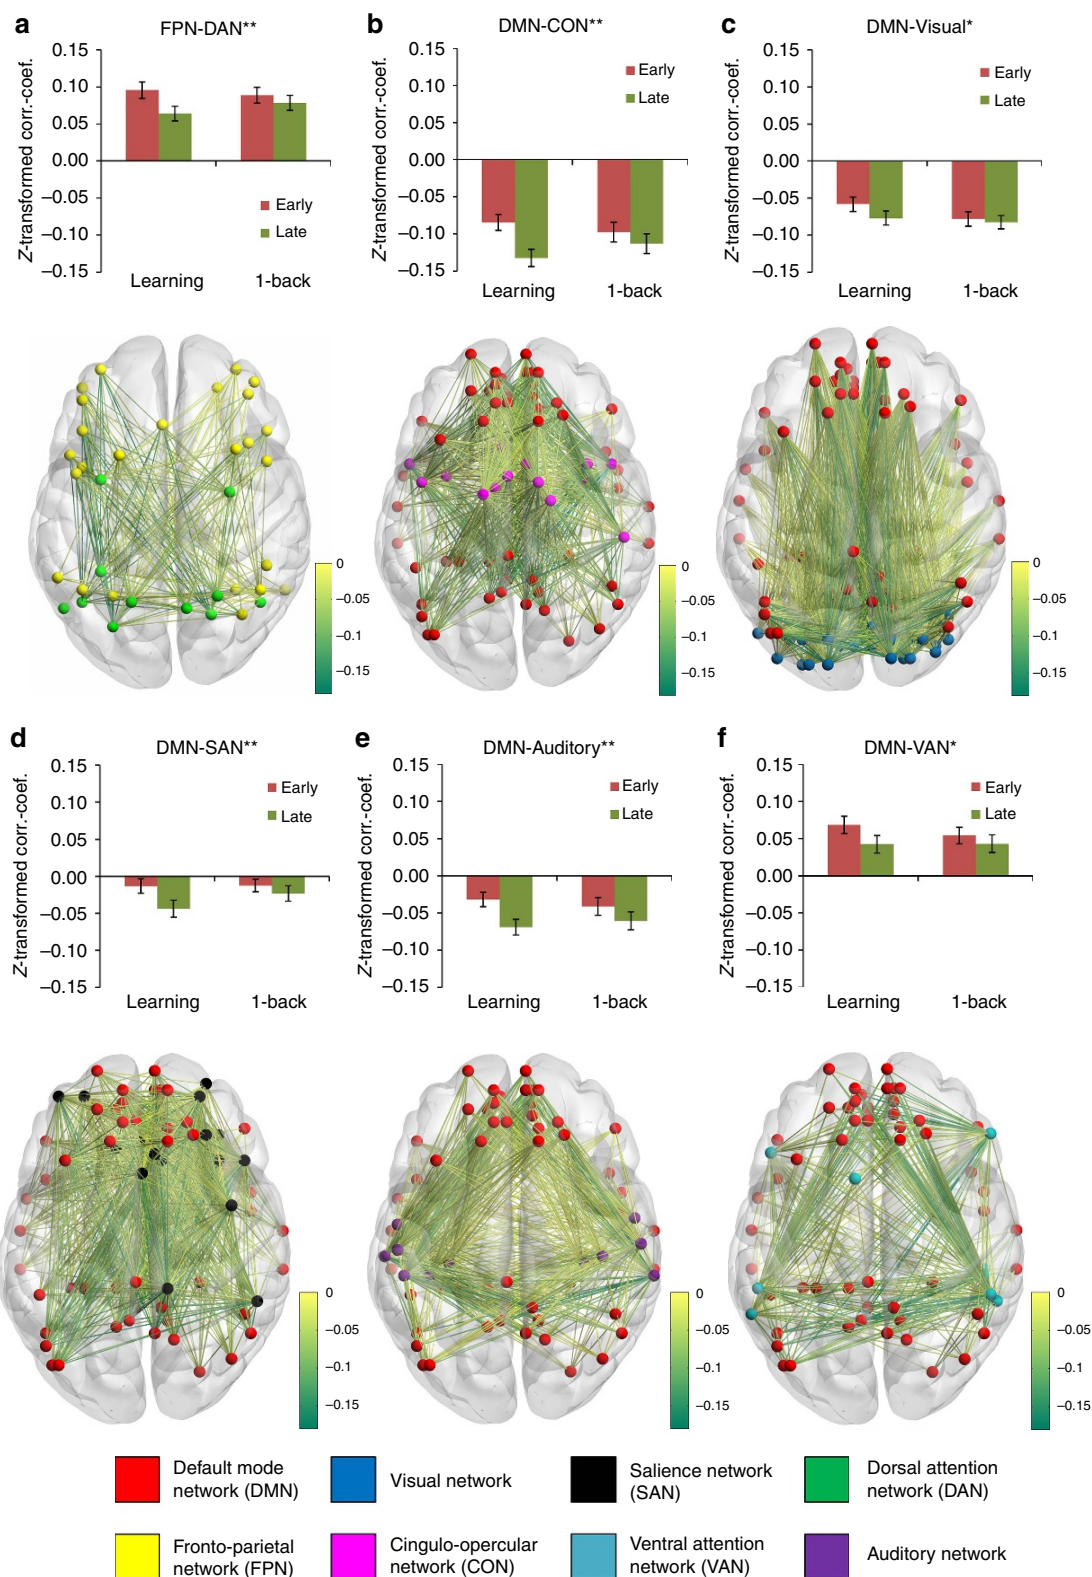 a
FPN-DAN**
Z-transformed corr.-coef.
0.15
0.10
0.05
0.00
–0.05
–0.10
–0.15
Early
Late
Learning
1-back
0
–0.05
–0.1
–0.15
b
DMN-CON**
0.15
0.10
0.05
0.00
–0.05
–0.10
–0.15
Early
Late
Learning
1-back
0
–0.05
–0.1
–0.15
c
DMN-Visual*
Z-transformed corr.-coef.
0.15
0.10
0.05
0.00
–0.05
–0.10
–0.15
Early
Late
Learning
1-back
0
–0.05
–0.1
–0.15
d
DMN-SAN**
Z-transformed corr.-coef.
0.15
0.10
0.05
0.00
–0.05
–0.10
–0.15
Early
Late
Learning
1-back
0
–0.05
–0.1
–0.15
e
DMN-Auditory**
Z-transformed corr.-coef.
0.15
0.10
0.05
0.00
–0.05
–0.10
–0.15
Early
Late
Learning
1-back
0
–0.05
–0.1
–0.15
f
DMN-VAN*
Z-transformed corr.-coef.
0.15
0.10
0.05
0.00
–0.05
–0.10
–0.15
Early
Late
Learning
1-back
0
–0.05
–0.1
–0.15
Default mode
network (DMN)
Visual network
Salience network
(SAN)
Dorsal attention
network (DAN)
Fronto-parietal
network (FPN)
Cingulo-opercular
network (CON)
Ventral attention
network (VAN)
Auditory network